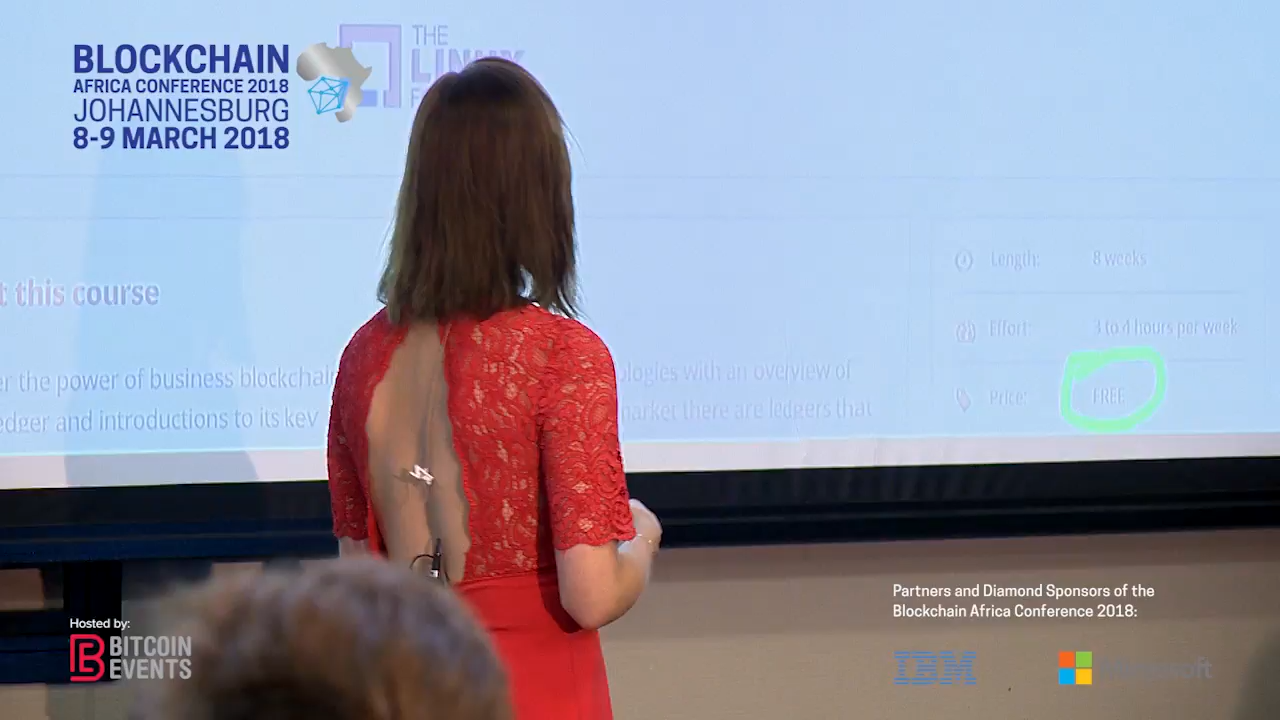 BLOCKCHAIN
AFRICA CONFERENCE 2018
JOHANNESBURG
8-9 MARCH 2018
THE
LINUX
t this course
er the power of business blockchain
ologies with an overview of
edger and introductions to its key
market there are ledgers that
Length: 8 weeks
Effort: 3 to 4 hours per week
Price: FREE
Hosted by:
BITCOIN
EVENTS
Partners and Diamond Sponsors of the
Blockchain Africa Conference 2018:
IBM
Microsoft